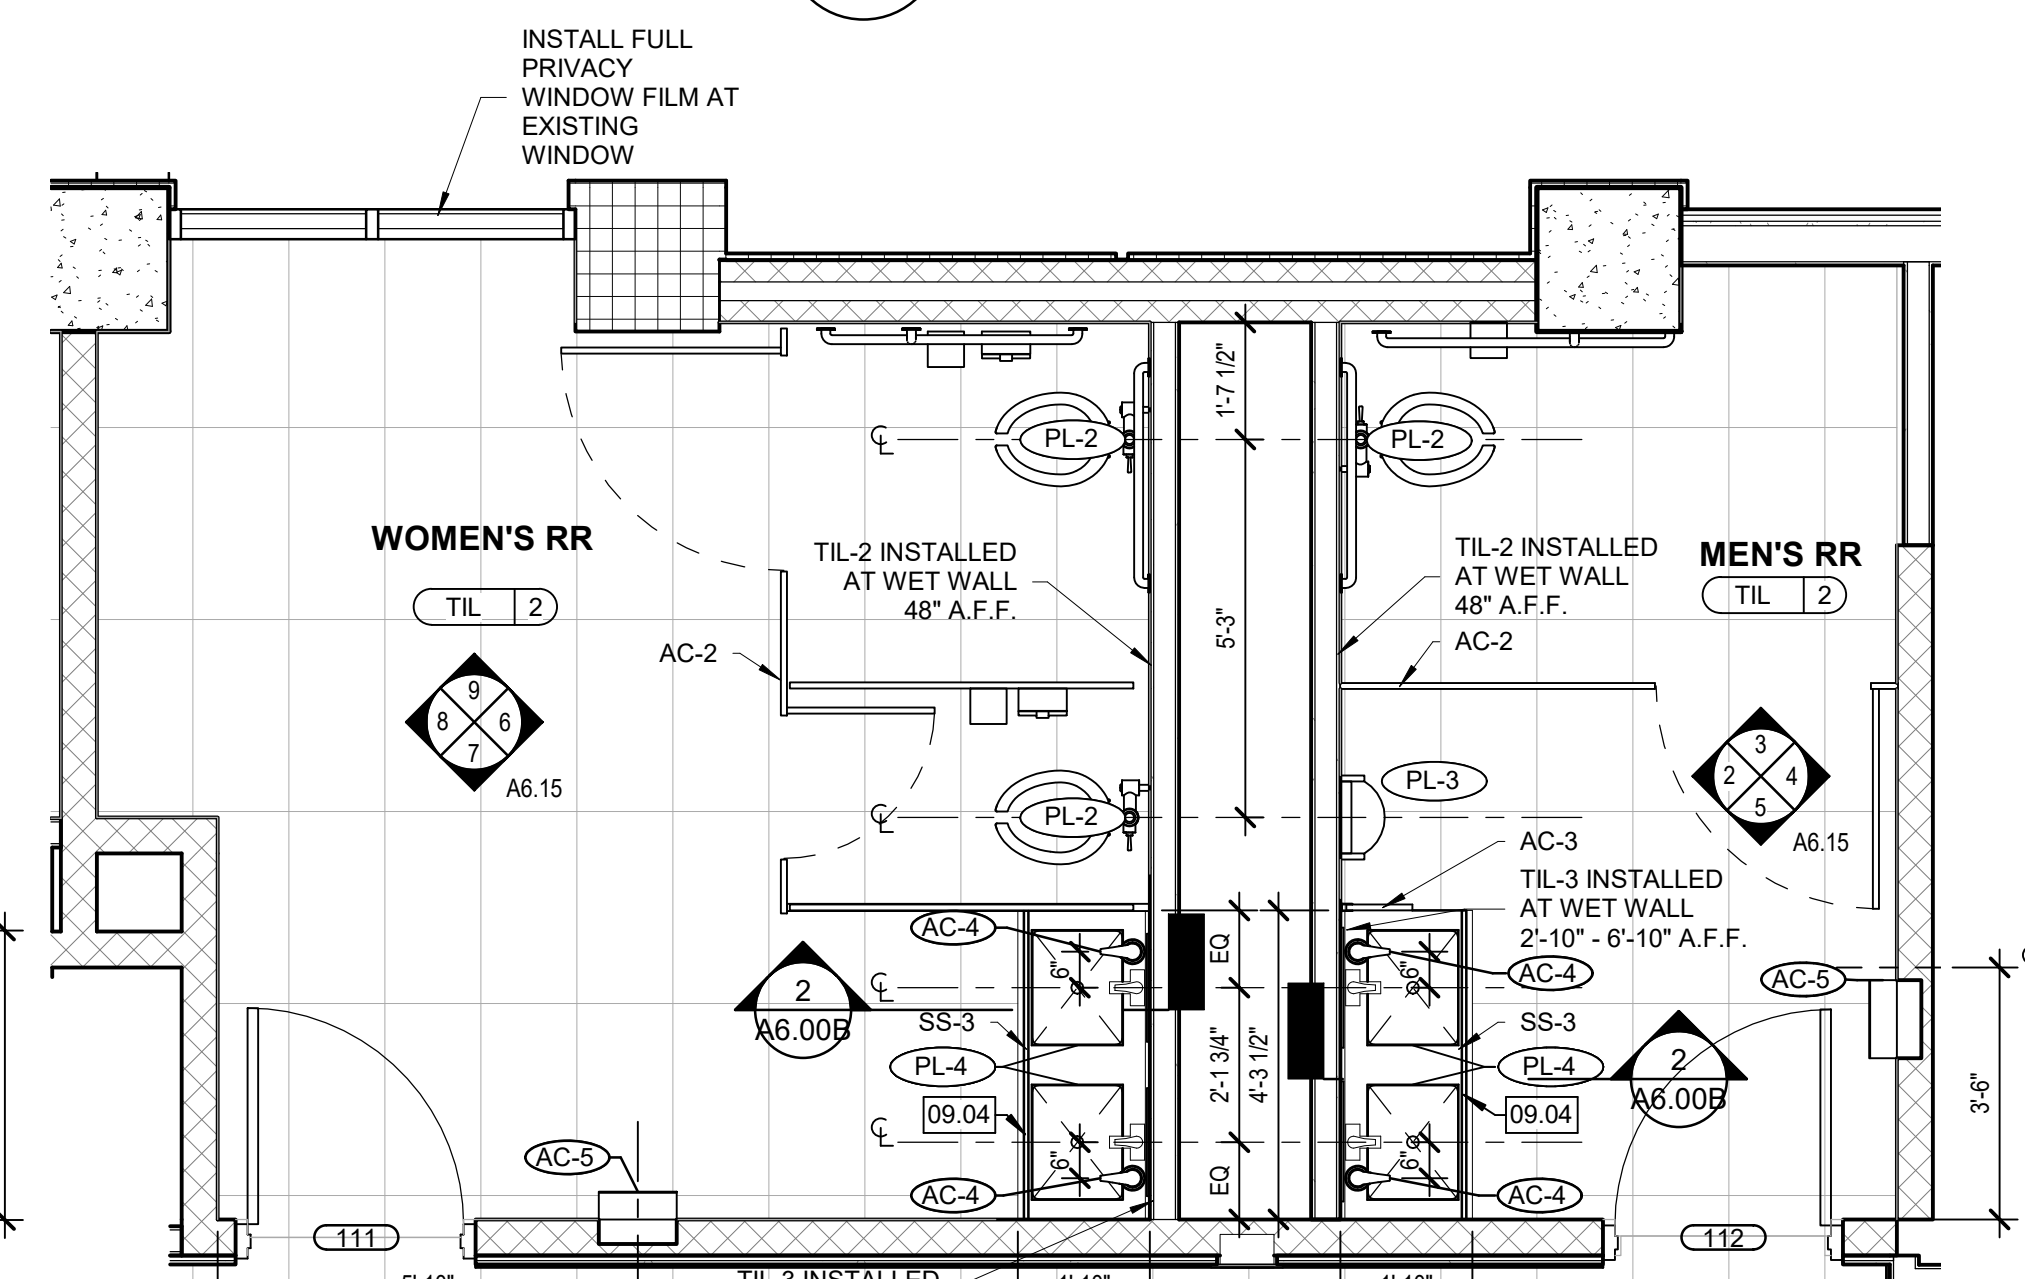 INSTALL FULL
PRIVACY
WINDOW FILM AT
EXISTING
WINDOW
1'-7 1/2"
PL-2
PL-2
WOMEN'S RR
TIL 2
TIL-2 INSTALLED
AT WET WALL
48" A.F.F.
TIL-2 INSTALLED
AT WET WALL
48" A.F.F.
MEN'S RR
TIL 2
5'-3"
AC-2
AC-2
9
8 6
7
A6.15
3
2 4
5
A6.15
PL-2
PL-3
AC-3
TIL-3 INSTALLED
AT WET WALL
2'-10" - 6'-10" A.F.F.
AC-4
EQ
6"
6"
AC-4
AC-5
2
A6.00B
SS-3
SS-3
PL-4
PL-4
2
A6.00B
2'-1 3/4"
4'-3 1/2"
3'-6"
09.04
09.04
AC-5
6"
6"
EQ
AC-4
AC-4
111
112
TIL-3 INSTALLED